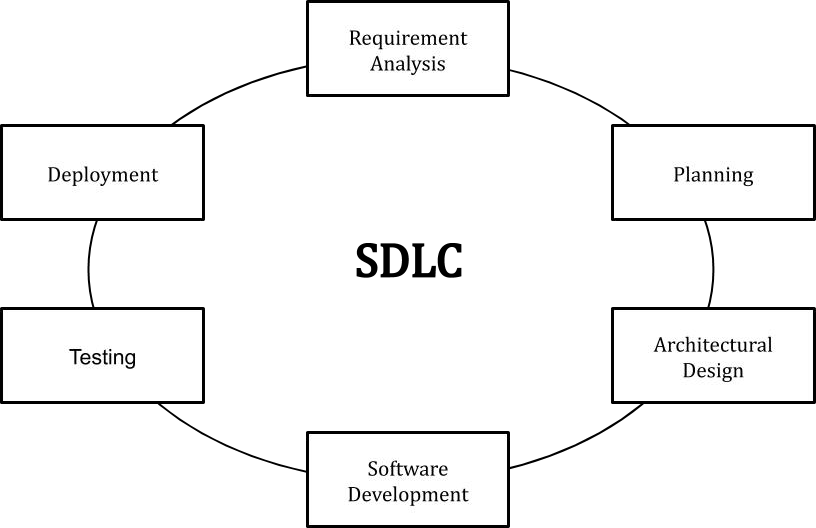 Requirement
Analysis
Deployment
Planning
SDLC
Testing
Architectural
Design
Software
Development